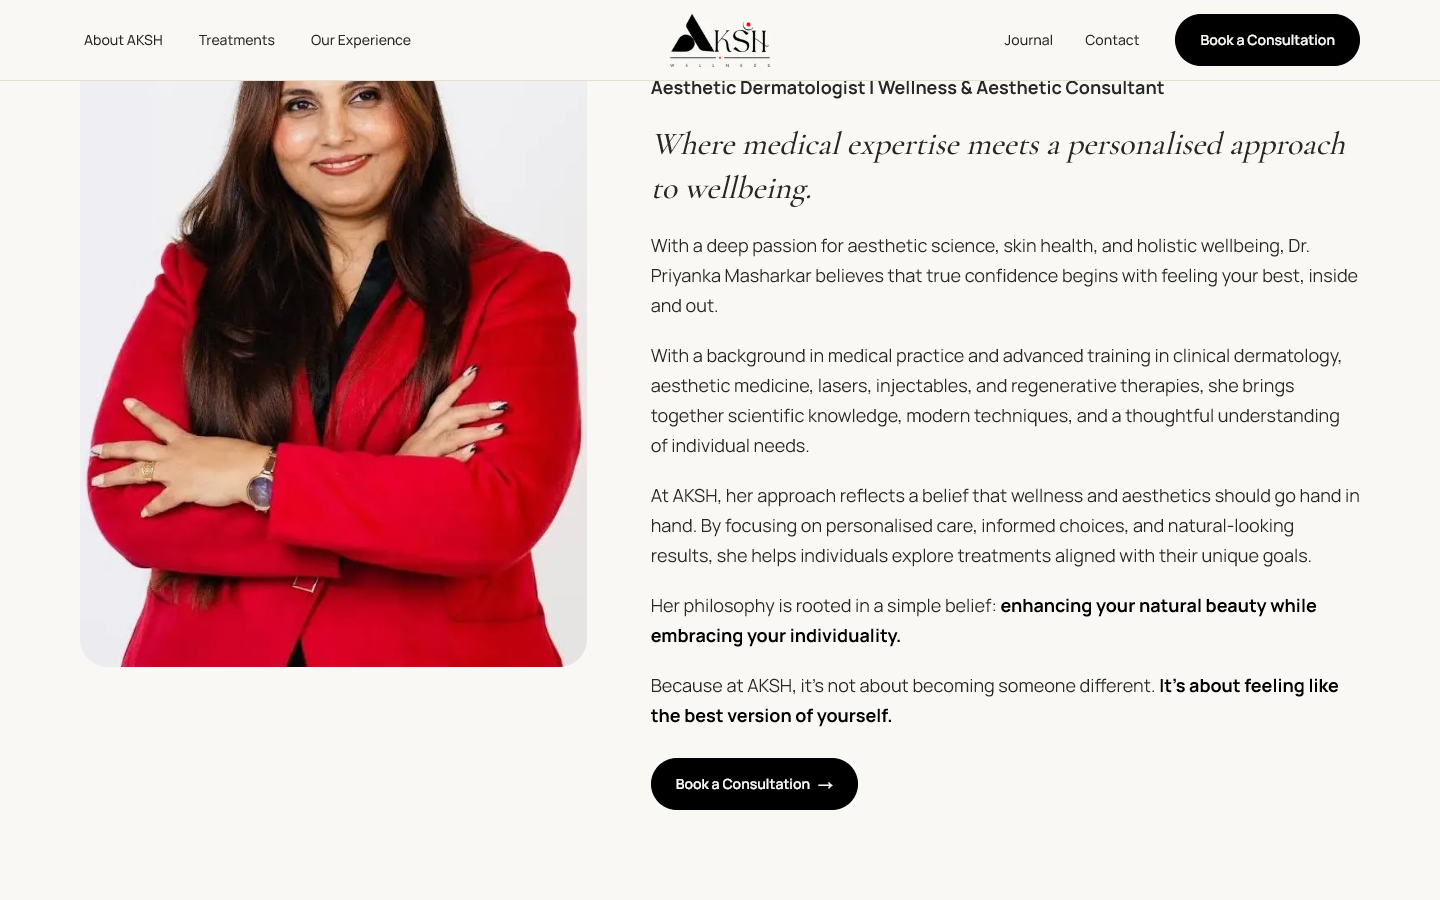 About AKSH
Treatments
Our Experience
AKSH
WELLMEDE
Journal
Contact
Book a Consultation
Aesthetic Dermatologist | Wellness & Aesthetic Consultant
Where medical expertise meets a personalised approach
to wellbeing.
With a deep passion for aesthetic science, skin health, and holistic wellbeing, Dr.
Priyanka Masharkar believes that true confidence begins with feeling your best, inside
and out.
With a background in medical practice and advanced training in clinical dermatology,
aesthetic medicine, lasers, injectables, and regenerative therapies, she brings
together scientific knowledge, modern techniques, and a thoughtful understanding
of individual needs.
At AKSH, her approach reflects a belief that wellness and aesthetics should go hand in
hand. By focusing on personalised care, informed choices, and natural-looking
results, she helps individuals explore treatments aligned with their unique goals.
Her philosophy is rooted in a simple belief: enhancing your natural beauty while
embracing your individuality.
Because at AKSH, it’s not about becoming someone different. It’s about feeling like
the best version of yourself.
Book a Consultation →